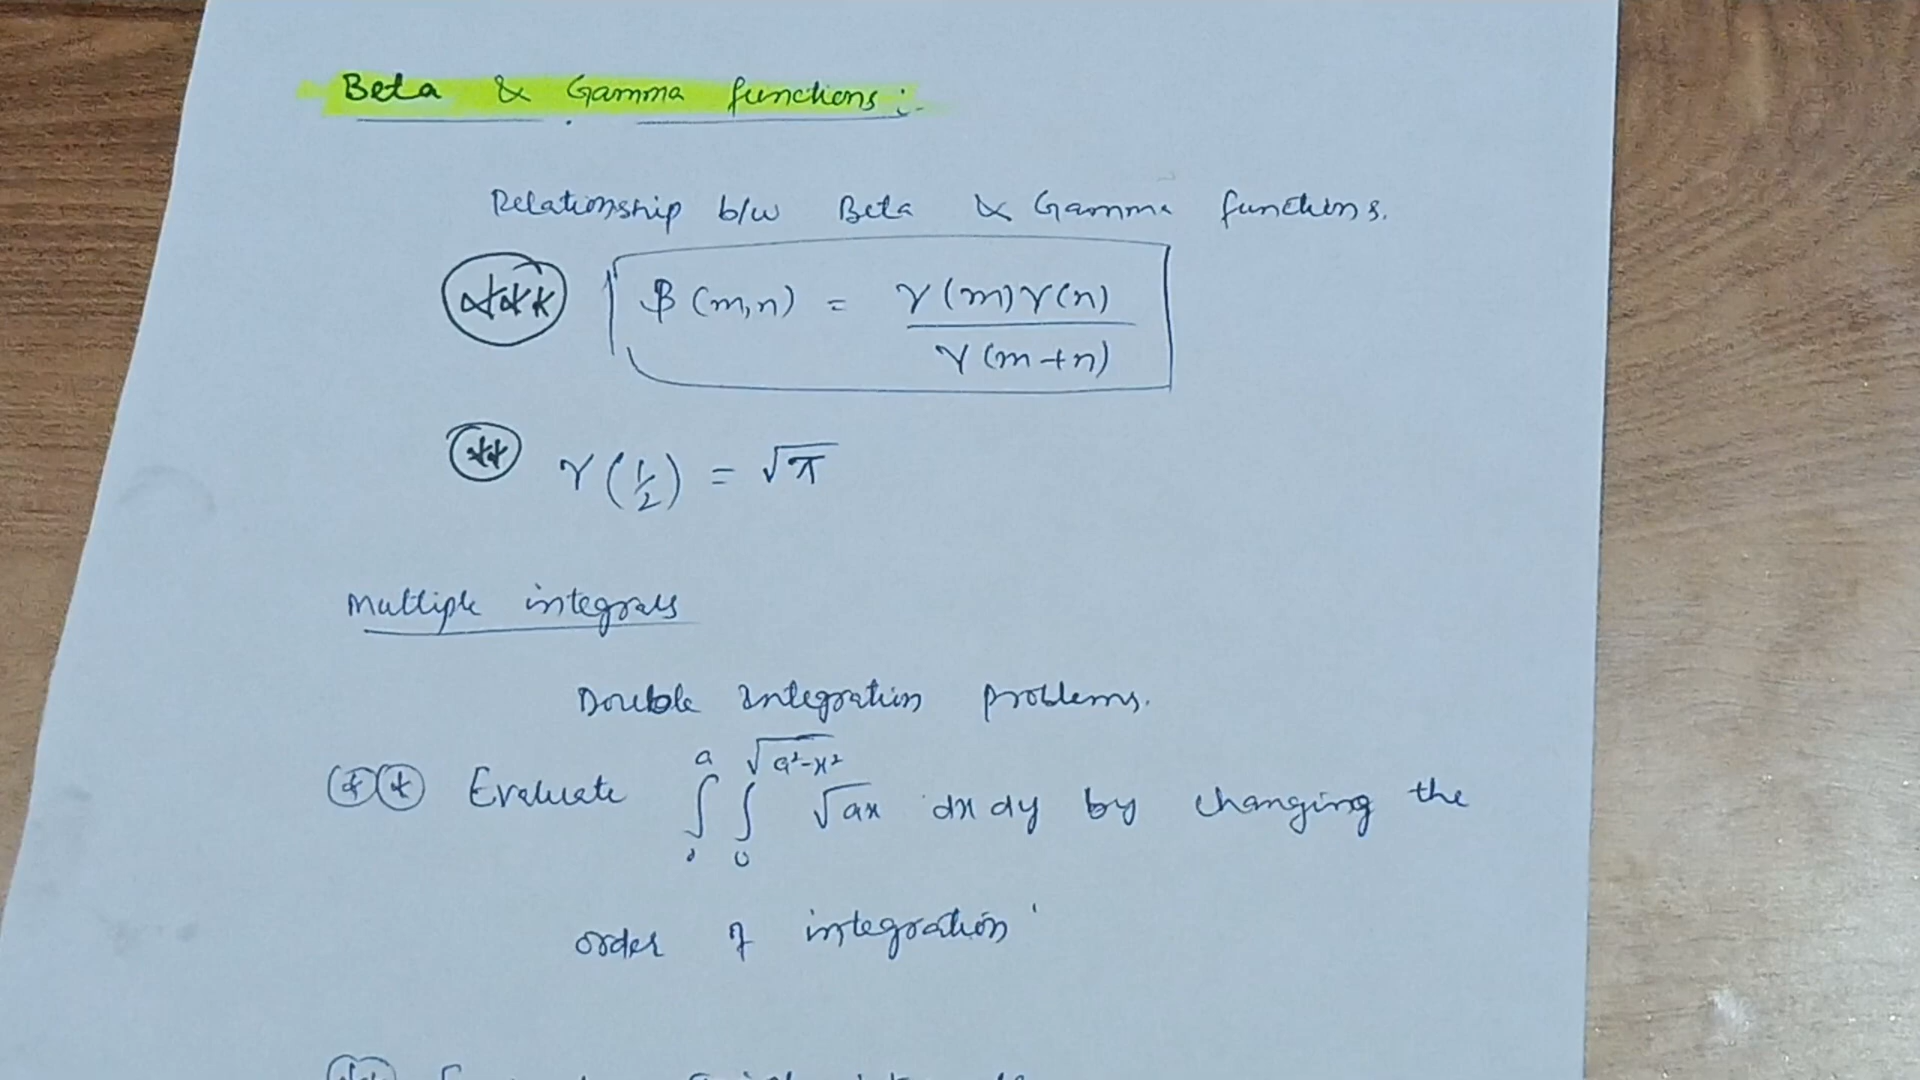 Beta & Gamma functions :-
Relationship b/w Beta & Gamma functions.
*** β(m,n) = γ(m)γ(n) / γ(m+n)
** γ(1/2) = √π
Multiple integrals
Double integration problems.
** Evaluate ∫₀^a ∫₀^√(a²-x²) √ax dx dy by changing the
order of integration